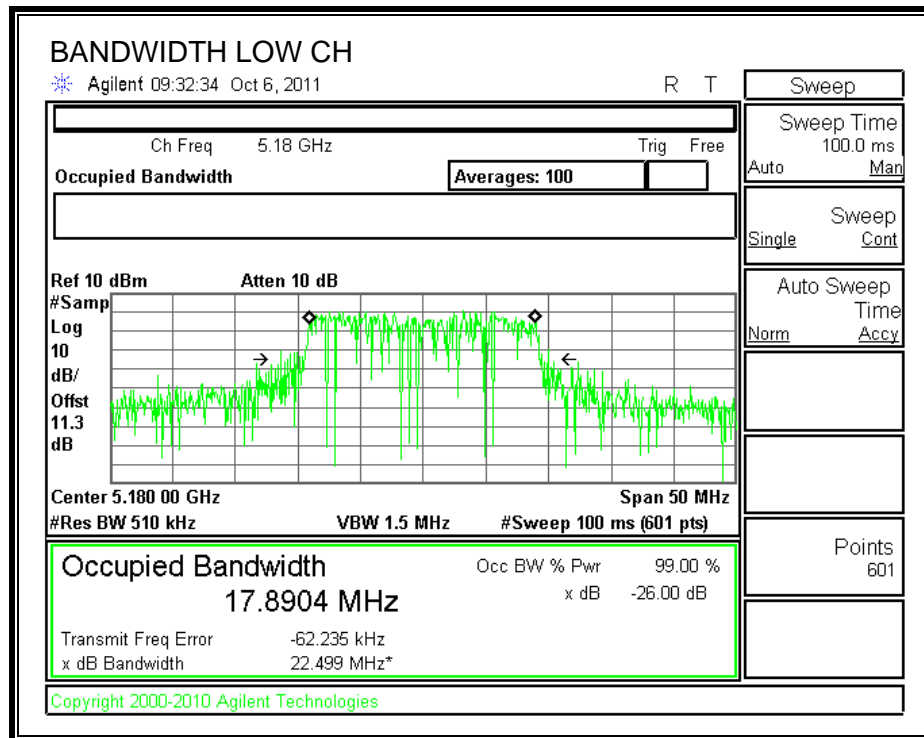 BANDWIDTH LOW CH
Agilent 09:32:34 Oct 6, 2011 R T
Sweep
Ch Freq 5.18 GHz Trig Free
Occupied Bandwidth Averages: 100
Sweep Time
100.0 ms
Auto Man
Sweep
Single Cont
Auto Sweep
Time
Norm Accy
Ref 10 dBm Atten 10 dB
#Samp
Log
10
dB/
Offst
11.3
dB
Center 5.180 00 GHz Span 50 MHz
#Res BW 510 kHz VBW 1.5 MHz #Sweep 100 ms (601 pts)
Points
601
Occupied Bandwidth Occ BW % Pwr 99.00 %
17.8904 MHz x dB -26.00 dB
Transmit Freq Error -62.235 kHz
x dB Bandwidth 22.499 MHz*
Copyright 2000-2010 Agilent Technologies